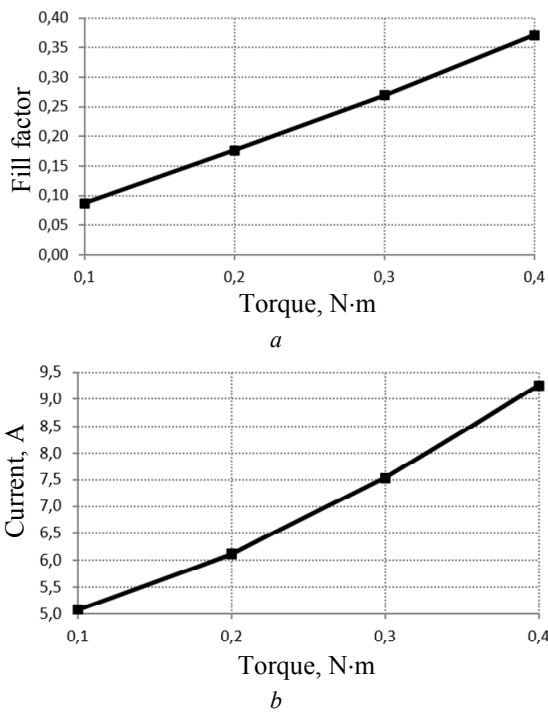 0,40
0,35
0,30
0,25
0,20
0,15
0,10
0,05
0,00
Fill factor
0,1 0,2 0,3 0,4
Torque, N·m
a
9,5
9,0
8,5
8,0
7,5
7,0
6,5
6,0
5,5
5,0
Current, A
0,1 0,2 0,3 0,4
Torque, N·m
b